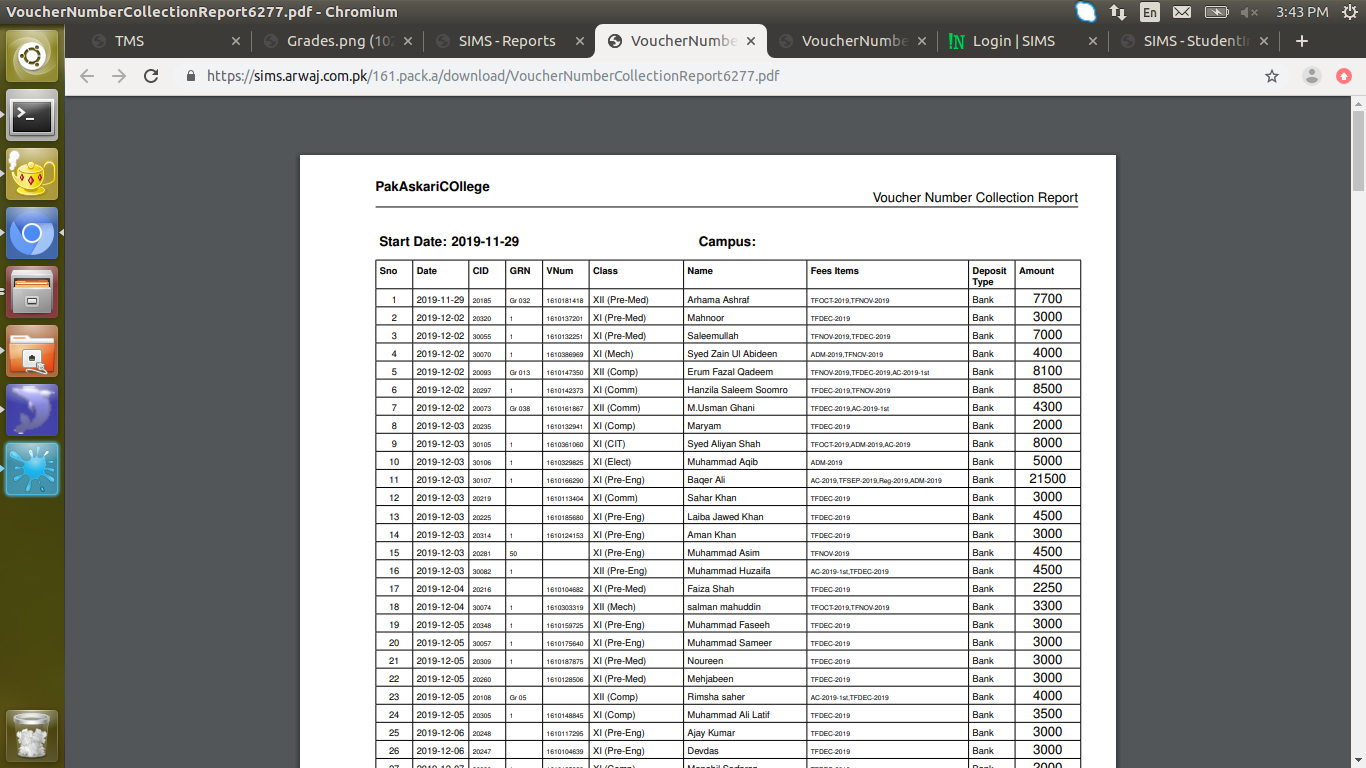 VoucherNumberCollectionReport6277.pdf - Chromium
En 3:43 PM
TMS × Grades.png (10 × SIMS - Reports × VoucherNumbe × VoucherNumbe × Login | SIMS × SIMS - StudentIn × +
https://sims.arwaj.com.pk/161.pack.a/download/VoucherNumberCollectionReport6277.pdf
PakAskariCOllege
Voucher Number Collection Report
Start Date: 2019-11-29 Campus:
Sno Date CID GRN VNum Class Name Fees Items Deposit Type Amount
1 2019-11-29 20185 Gr 032 1610181418 XII (Pre-Med) Arhama Ashraf TFOCT-2019,TFNOV-2019 Bank 7700
2 2019-12-02 20320 1 1610137201 XI (Pre-Med) Mahnoor TFDEC-2019 Bank 3000
3 2019-12-02 30055 1 1610132251 XI (Pre-Med) Saleemullah TFNOV-2019,TFDEC-2019 Bank 7000
4 2019-12-02 30070 1 1610386969 XI (Mech) Syed Zain Ul Abideen ADM-2019,TFNOV-2019 Bank 4000
5 2019-12-02 20093 Gr 013 1610147350 XII (Comp) Erum Fazal Qadeem TFNOV-2019,TFDEC-2019,AC-2019-1st Bank 8100
6 2019-12-02 20297 1 1610142373 XI (Comm) Hanzila Saleem Soomro TFNOV-2019,TFDEC-2019 Bank 8500
7 2019-12-02 20073 Gr 038 1610161867 XII (Comm) M.Usman Ghani TFDEC-2019,AC-2019-1st Bank 4300
8 2019-12-03 20235 1610132941 XI (Comp) Maryam TFDEC-2019 Bank 2000
9 2019-12-03 30105 1 1610361060 XI (CIT) Syed Aliyan Shah TFOCT-2019,ADM-2019,AC-2019 Bank 8000
10 2019-12-03 30106 1 1610329825 XI (Elect) Muhammad Aqib ADM-2019 Bank 5000
11 2019-12-03 30107 1 1610166290 XI (Pre-Eng) Baqer Ali AC-2019,TFSEP-2019,Reg-2019,ADM-2019 Bank 21500
12 2019-12-03 20219 1610113404 XI (Comm) Sahar Khan TFDEC-2019 Bank 3000
13 2019-12-03 20225 1610185680 XI (Pre-Eng) Laiba Jawed Khan TFDEC-2019 Bank 4500
14 2019-12-03 20314 1 1610124153 XI (Pre-Eng) Aman Khan TFDEC-2019 Bank 3000
15 2019-12-03 20281 50 XI (Pre-Eng) Muhammad Asim TFNOV-2019 Bank 4500
16 2019-12-03 30082 1 XII (Pre-Eng) Muhammad Huzaifa AC-2019-1st,TFDEC-2019 Bank 4500
17 2019-12-04 20216 1610104682 XI (Pre-Med) Faiza Shah TFDEC-2019 Bank 2250
18 2019-12-04 30074 1 1610303319 XII (Mech) salman mahuddin TFOCT-2019,TFNOV-2019 Bank 3300
19 2019-12-05 20348 1 1610159725 XI (Pre-Eng) Muhammad Faseeh TFDEC-2019 Bank 3000
20 2019-12-05 30057 1 1610175640 XI (Pre-Eng) Muhammad Sameer TFDEC-2019 Bank 3000
21 2019-12-05 20309 1 1610187875 XI (Pre-Med) Noureen TFDEC-2019 Bank 3000
22 2019-12-05 20260 1610128506 XI (Pre-Med) Mehjabeen TFDEC-2019 Bank 3000
23 2019-12-05 20108 Gr 05 XII (Comp) Rimsha saher AC-2019-1st,TFDEC-2019 Bank 4000
24 2019-12-05 20305 1 1610148845 XI (Comp) Muhammad Ali Latif TFDEC-2019 Bank 3500
25 2019-12-06 20248 1610117295 XI (Pre-Eng) Ajay Kumar TFDEC-2019 Bank 3000
26 2019-12-06 20247 1610104639 XI (Pre-Eng) Devdas TFDEC-2019 Bank 3000